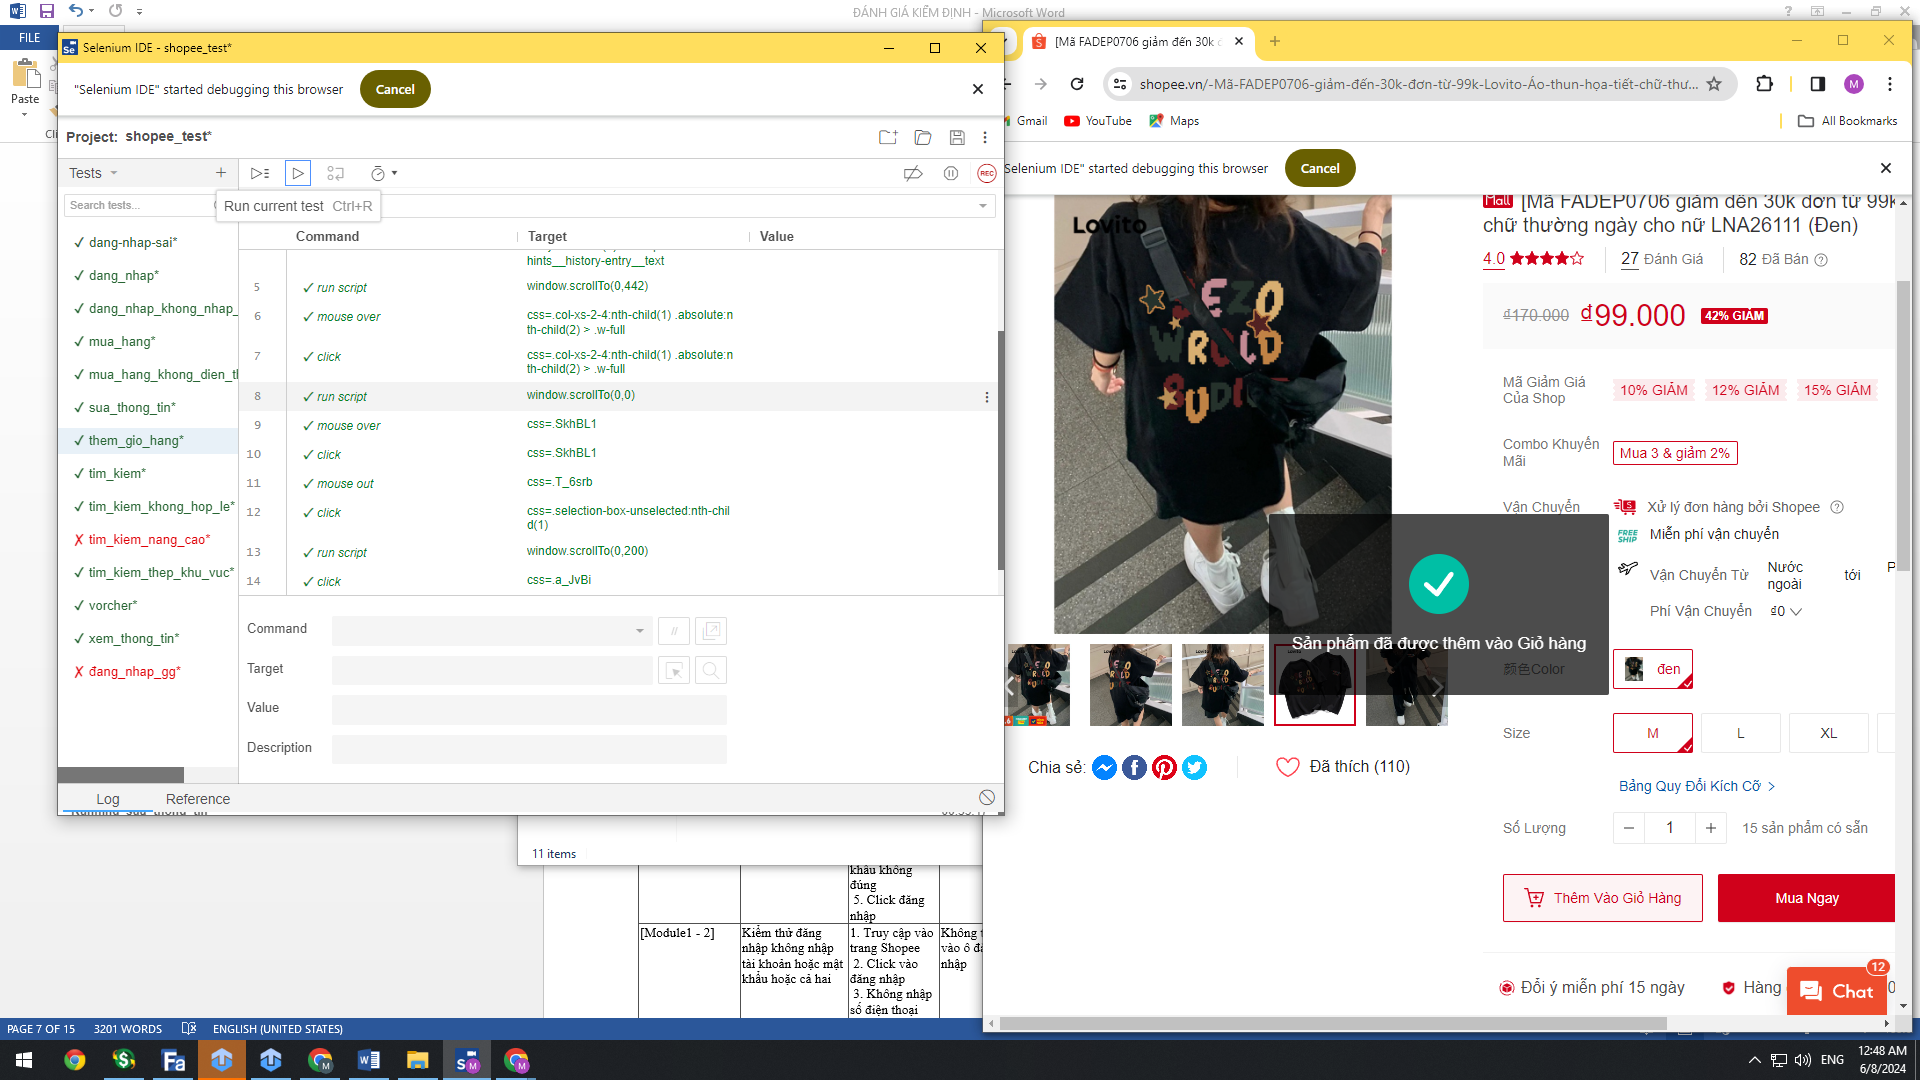 ĐÁNH GIÁ KIỂM ĐỊNH - Microsoft Word
FILE
Paste
Selenium IDE - shopee_test*
"Selenium IDE" started debugging this browser
Cancel
Project: shopee_test*
Tests
Run current test Ctrl+R
Search tests...
Command
Target
Value
dang-nhap-sai*
dang_nhap*
dang_nhap_khong_nhap_
mua_hang*
mua_hang_khong_dien_tl
sua_thong_tin*
them_gio_hang*
tim_kiem*
tim_kiem_khong_hop_le*
tim_kiem_nang_cao*
tim_kiem_thep_khu_vuc*
vorcher*
xem_thong_tin*
đang_nhap_gg*
hints__history-entry__text
5 run script window.scrollTo(0,442)
6 mouse over css=.col-xs-2-4:nth-child(1) .absolute:n
th-child(2) > .w-full
7 click css=.col-xs-2-4:nth-child(1) .absolute:n
th-child(2) > .w-full
8 run script window.scrollTo(0,0)
9 mouse over css=.SkhBL1
10 click css=.SkhBL1
11 mouse out css=.T_6srb
12 click css=.selection-box-unselected:nth-chil
d(1)
13 run script window.scrollTo(0,200)
14 click css=.a_JvBi
Command
//
Target
Value
Description
Log
Reference
Running 'sua_thong_tin'
11 items
khẩu không
đúng
5. Click đăng
nhập
[Module1 - 2]
Kiểm thử đăng
nhập không nhập
tài khoản hoặc mật
khẩu hoặc cả hai
1. Truy cập vào
trang Shopee
2. Click vào
đăng nhập
3. Không nhập
số điện thoại
vào ô đă
nhập
PAGE 7 OF 15
3201 WORDS
ENGLISH (UNITED STATES)
[Mã FADEP0706 giảm đến 30k đ
shopee.vn/-Mã-FADEP0706-giảm-đến-30k-đơn-từ-99k-Lovito-Áo-thun-họa-tiết-chữ-thư...
M
Gmail
YouTube
Maps
All Bookmarks
Selenium IDE" started debugging this browser
Cancel
Lovito
Mall [Mã FADEP0706 giảm đến 30k đơn từ 99k
chữ thường ngày cho nữ LNA26111 (Đen)
4.0
27 Đánh Giá
82 Đã Bán
₫170.000
₫99.000
42% GIẢM
Mã Giảm Giá
Của Shop
10% GIẢM
12% GIẢM
15% GIẢM
Combo Khuyến
Mãi
Mua 3 & giảm 2%
Vận Chuyển
Xử lý đơn hàng bởi Shopee
FREE
SHIP
Miễn phí vận chuyển
Vận Chuyển Từ
Nước
ngoài
tới
P
Phí Vận Chuyển
₫0
Sản phẩm đã được thêm vào Giỏ hàng
颜色Color
đen
Size
M
L
XL
Bảng Quy Đổi Kích Cỡ
Chia sẻ:
Đã thích (110)
Số Lượng
1
15 sản phẩm có sẵn
Thêm Vào Giỏ Hàng
Mua Ngay
Đổi ý miễn phí 15 ngày
Hàng
12
Chat
ENG
12:48 AM
6/8/2024